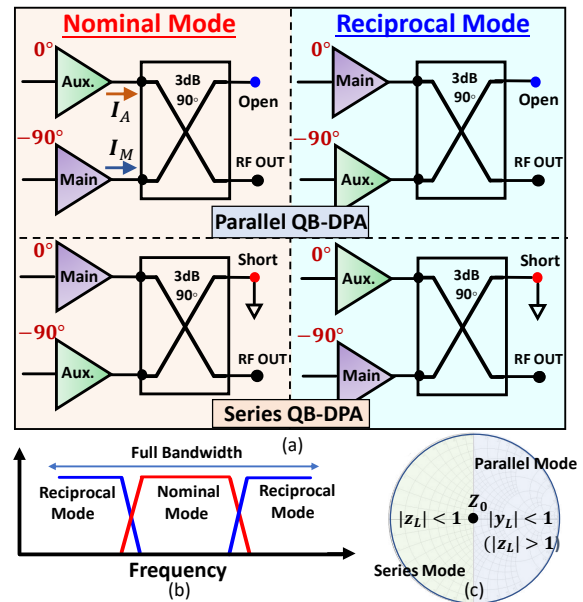 Nominal Mode
Reciprocal Mode
0°
Aux.
3dB
90°
Open
I_A
−90°
I_M
Main
RF OUT
Main
3dB
90°
Open
−90°
Aux.
RF OUT
0°
Parallel QB-DPA
0°
Main
3dB
90°
Short
−90°
Aux.
RF OUT
0°
Aux.
3dB
90°
Short
−90°
Main
RF OUT
Series QB-DPA
(a)
Full Bandwidth
Reciprocal
Mode
Nominal
Mode
Reciprocal
Mode
Frequency
(b)
Parallel Mode
Z_0
|z_L| < 1
|y_L| < 1
(|z_L| > 1)
Series Mode
(c)